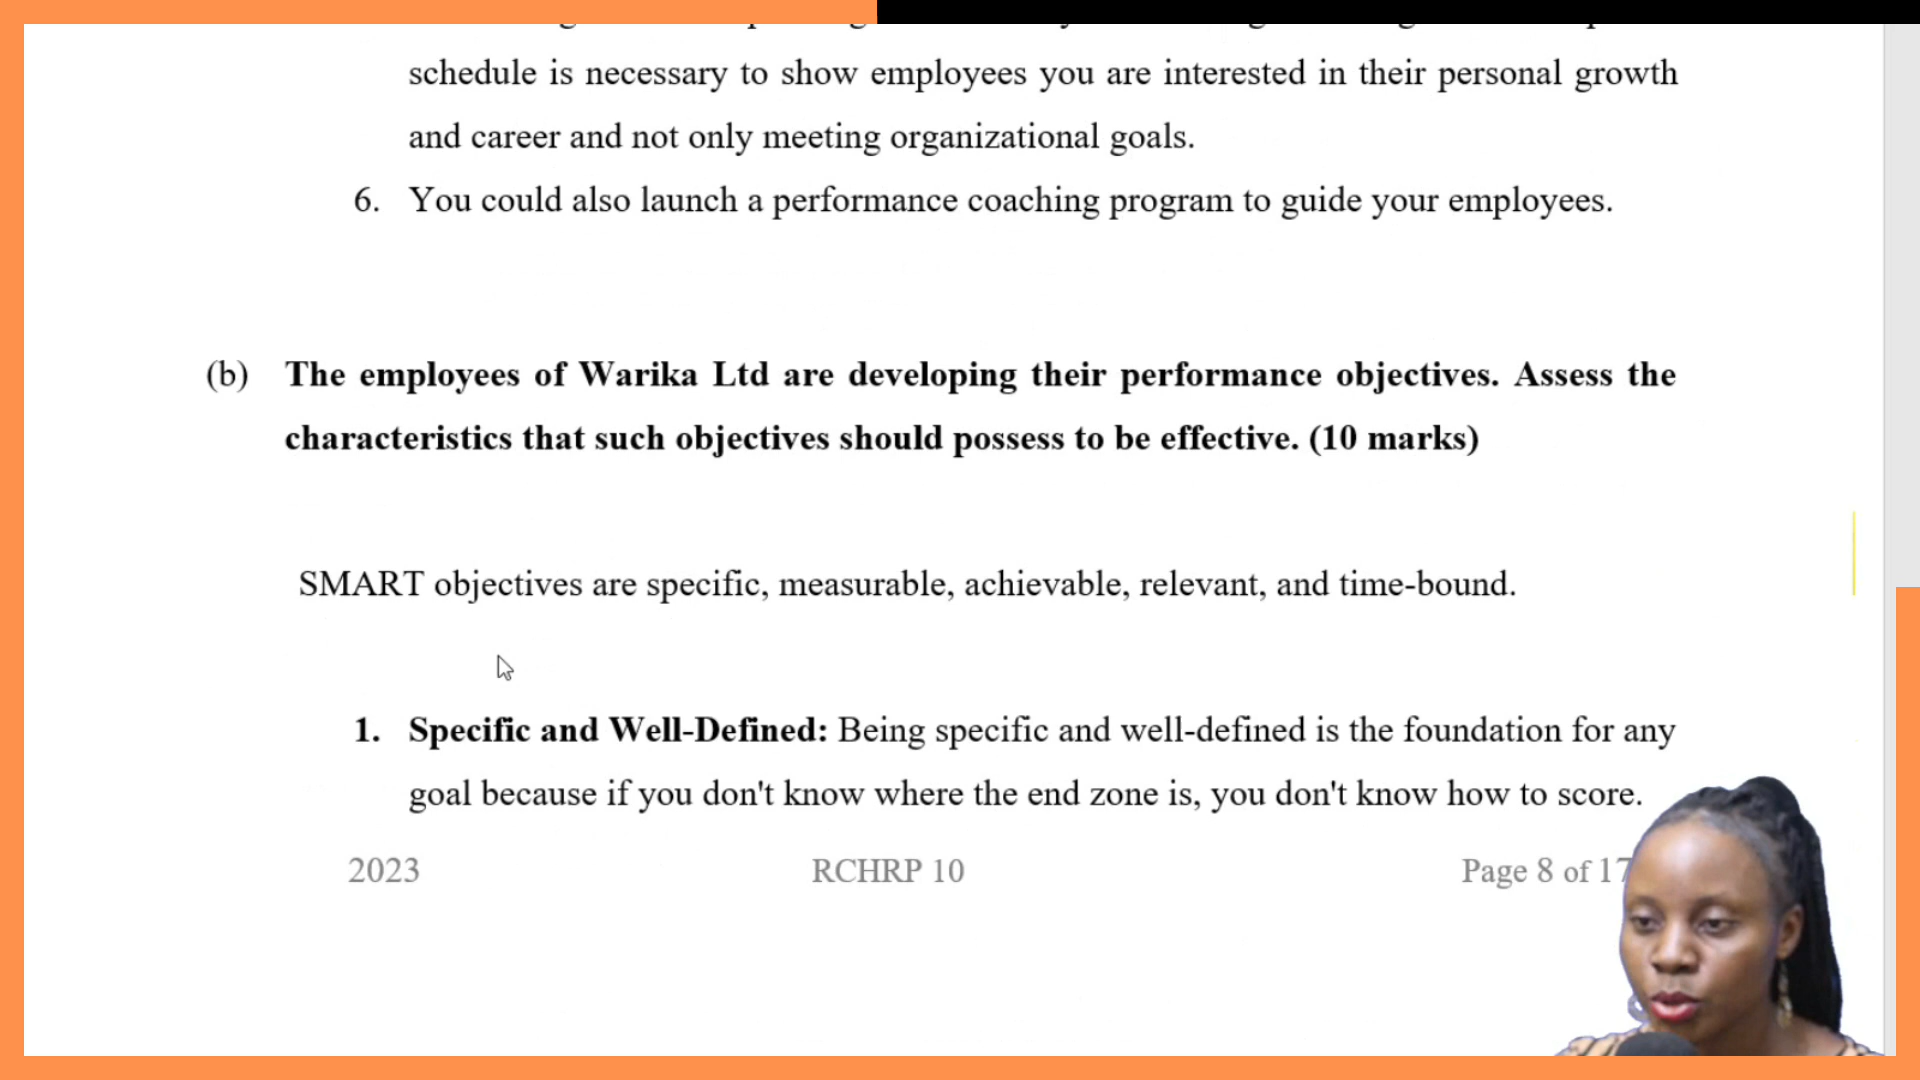 schedule is necessary to show employees you are interested in their personal growth
and career and not only meeting organizational goals.
6. You could also launch a performance coaching program to guide your employees.
(b) The employees of Warika Ltd are developing their performance objectives. Assess the
characteristics that such objectives should possess to be effective. (10 marks)
SMART objectives are specific, measurable, achievable, relevant, and time-bound.
1. Specific and Well-Defined: Being specific and well-defined is the foundation for any
goal because if you don't know where the end zone is, you don't know how to score.
2023 RCHRP 10 Page 8 of 17